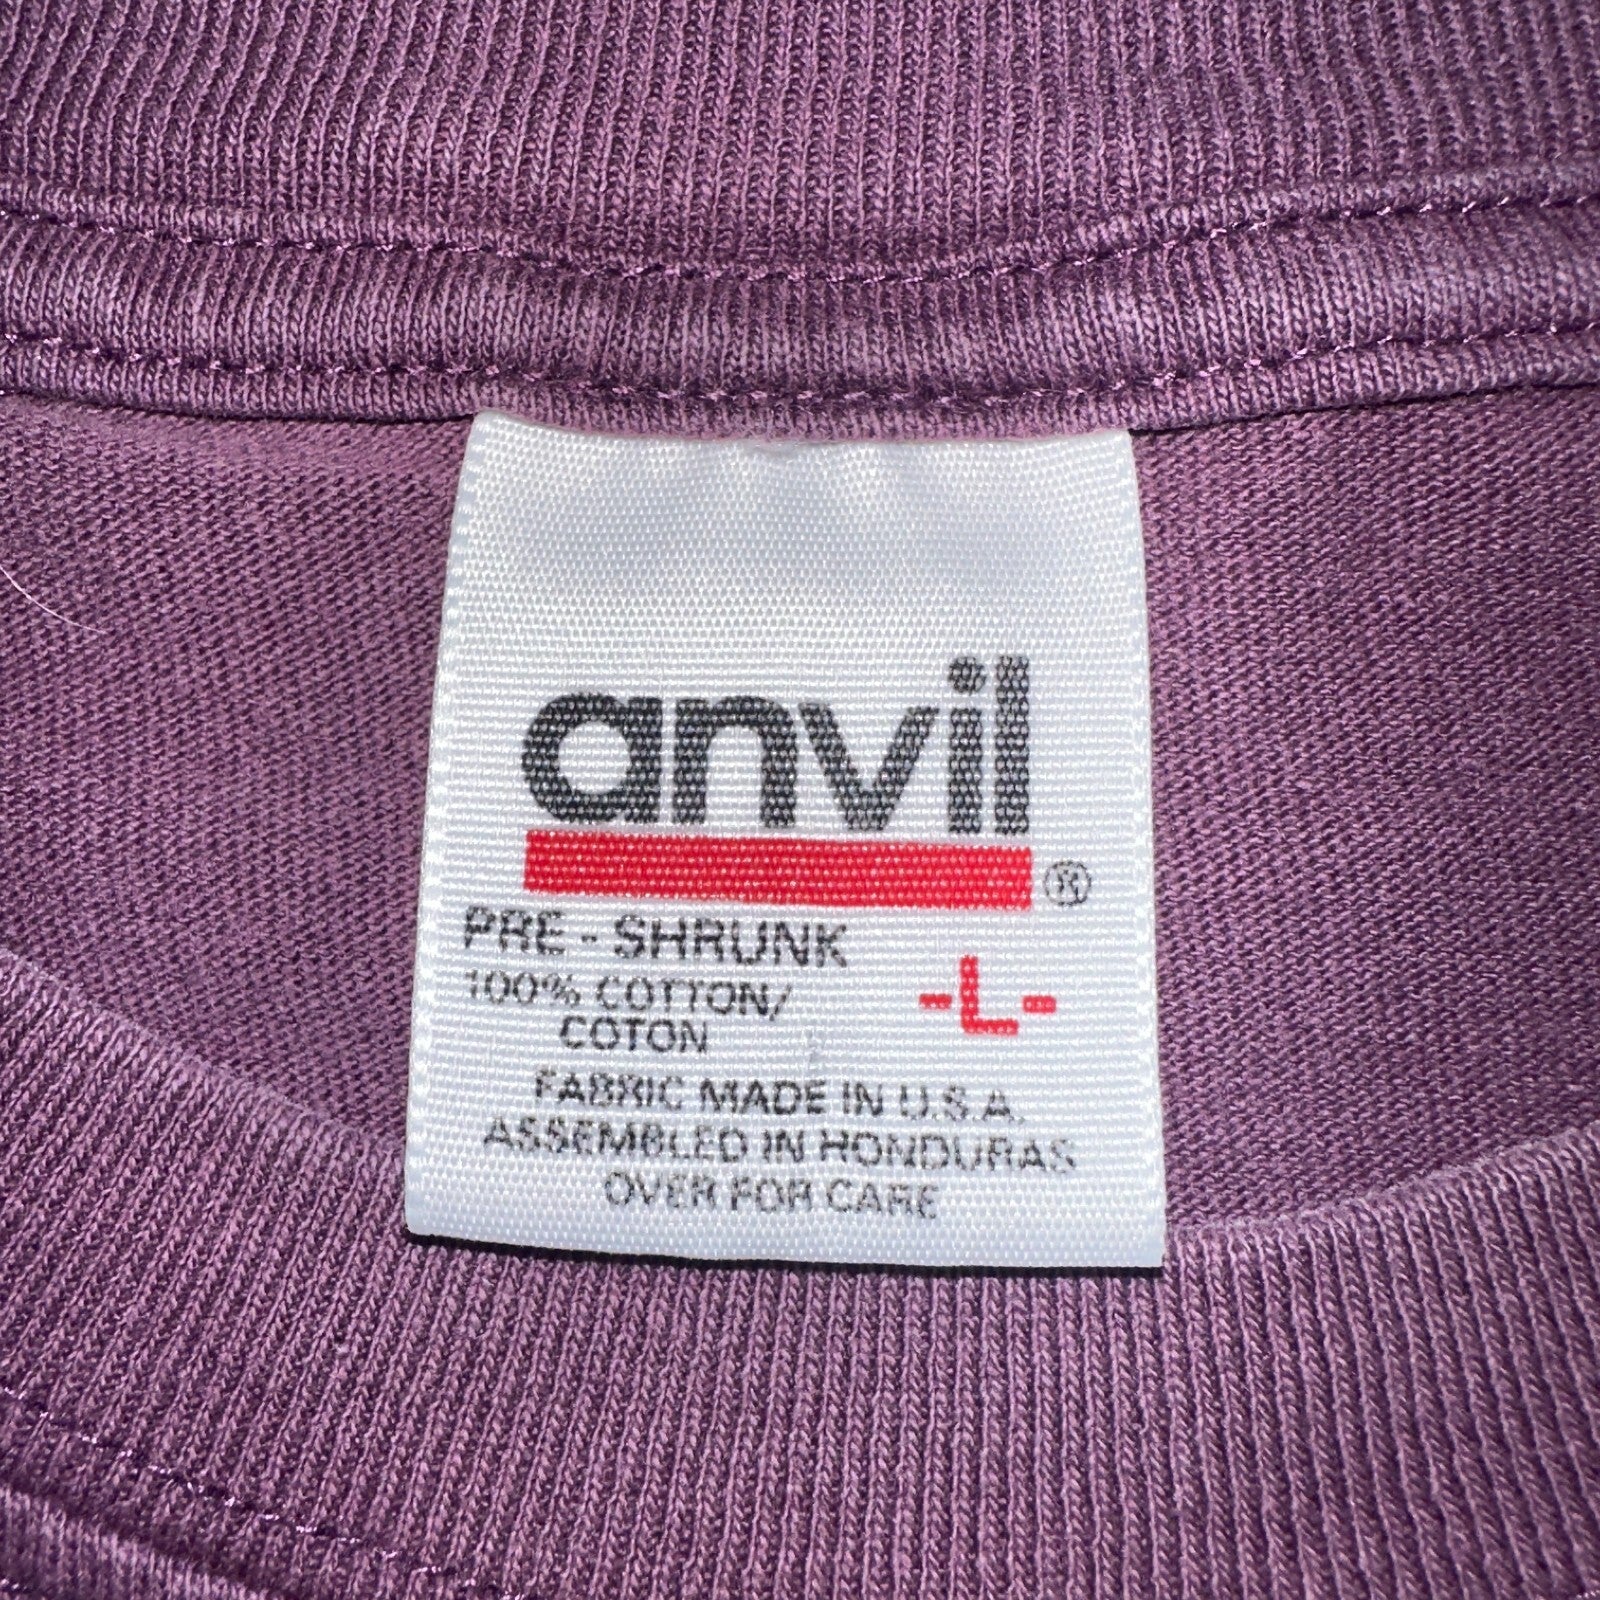 anvil
®
PRE-SHRUNK
100% COTTON/
COTON
-L-
FABRIC MADE IN U.S.A.
ASSEMBLED IN HONDURAS
OVER FOR CARE